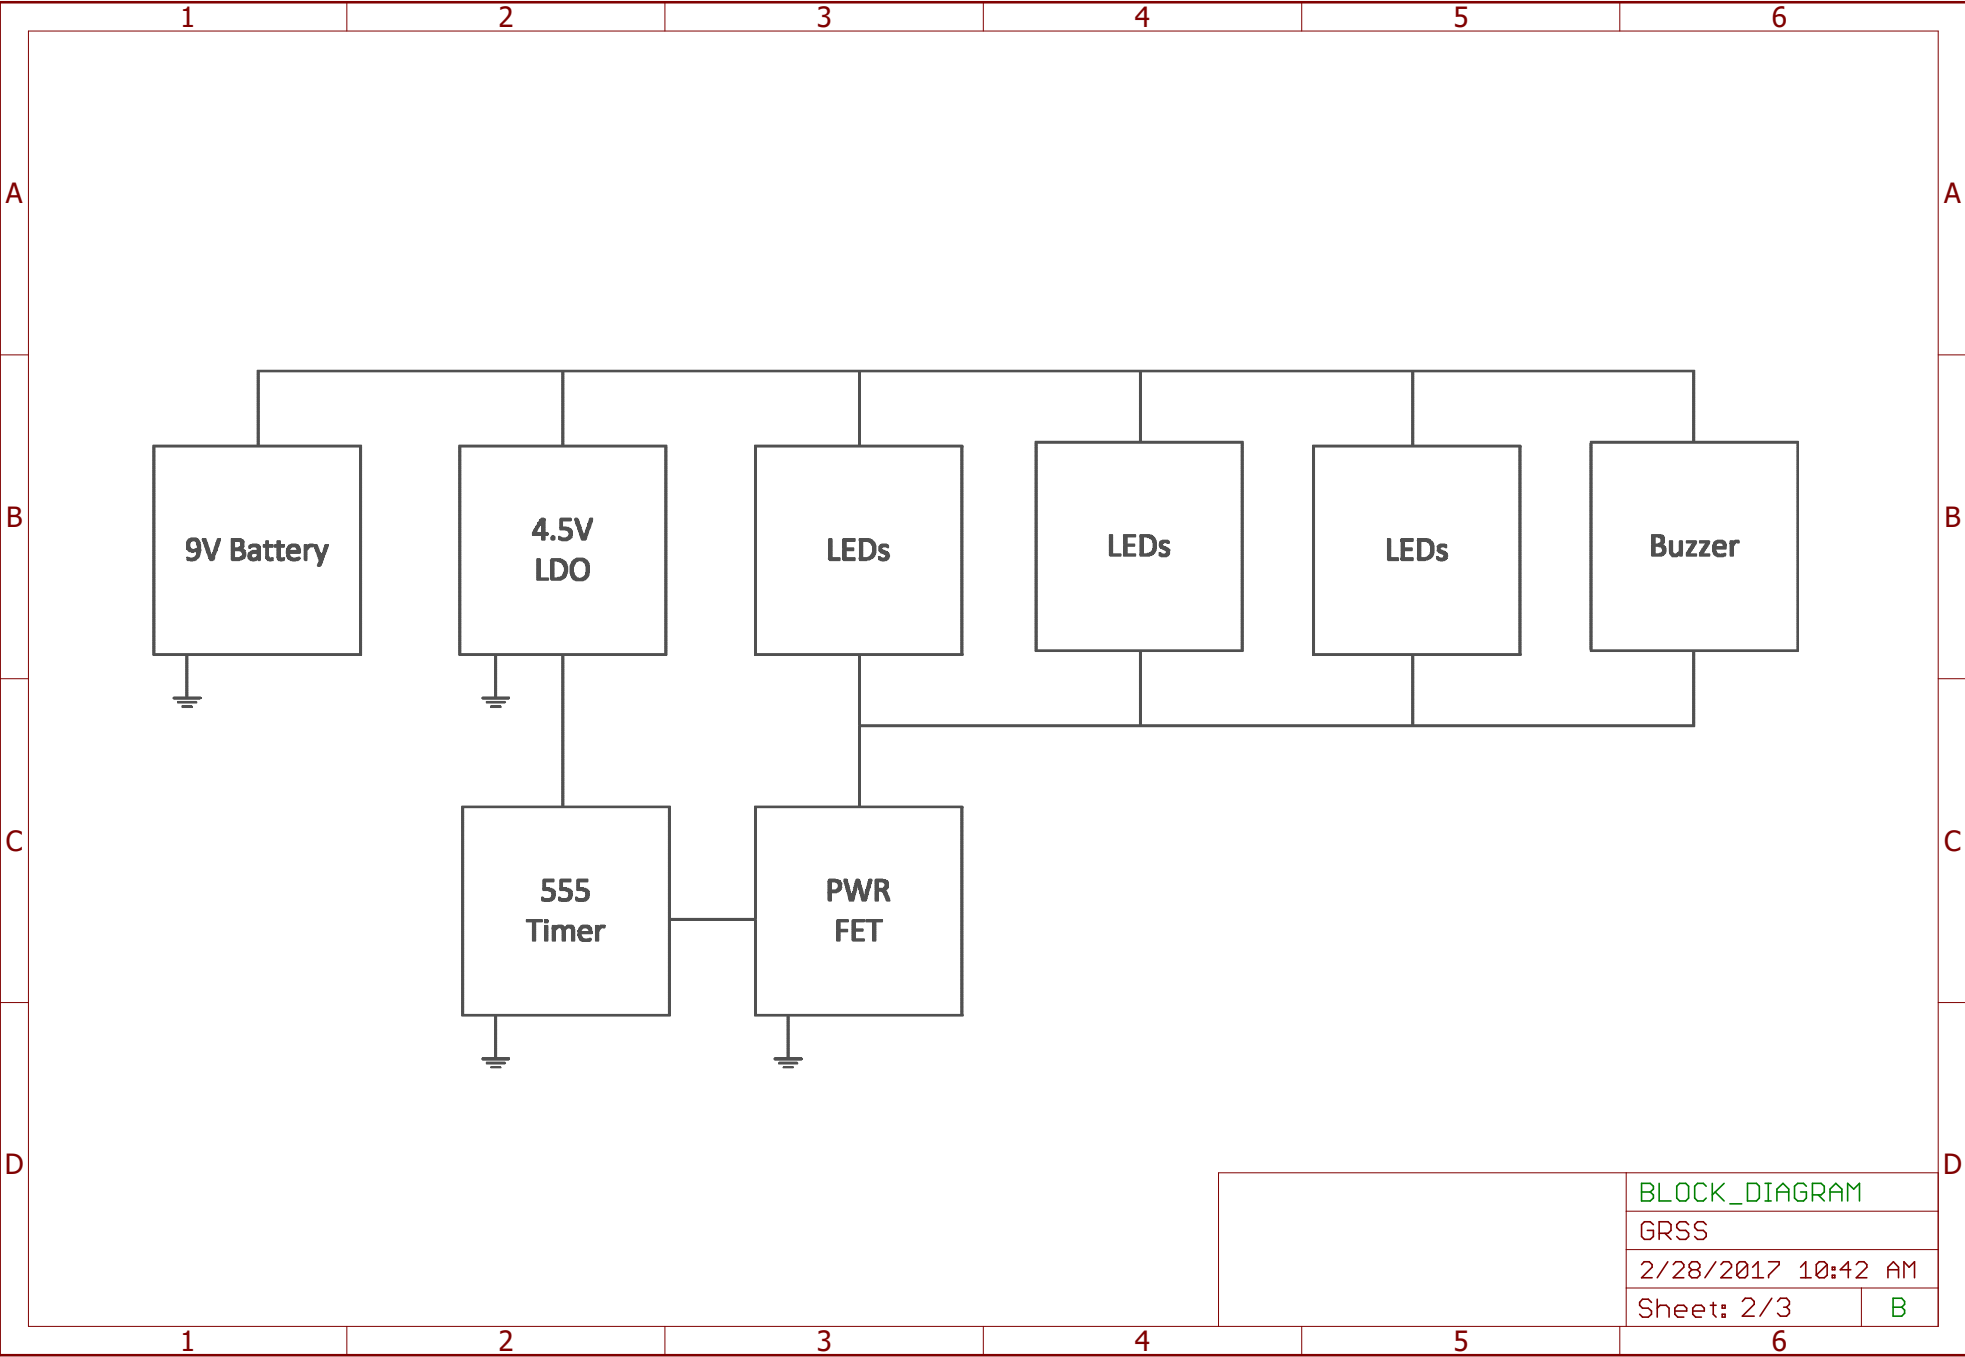 1 2 3 4 5 6
A A
B B
9V Battery
4.5V
LDO
LEDs
LEDs
LEDs
Buzzer
C C
555
Timer
PWR
FET
D D
BLOCK_DIAGRAM
GRSS
2/28/2017 10:42 AM
Sheet: 2/3 B
1 2 3 4 5 6